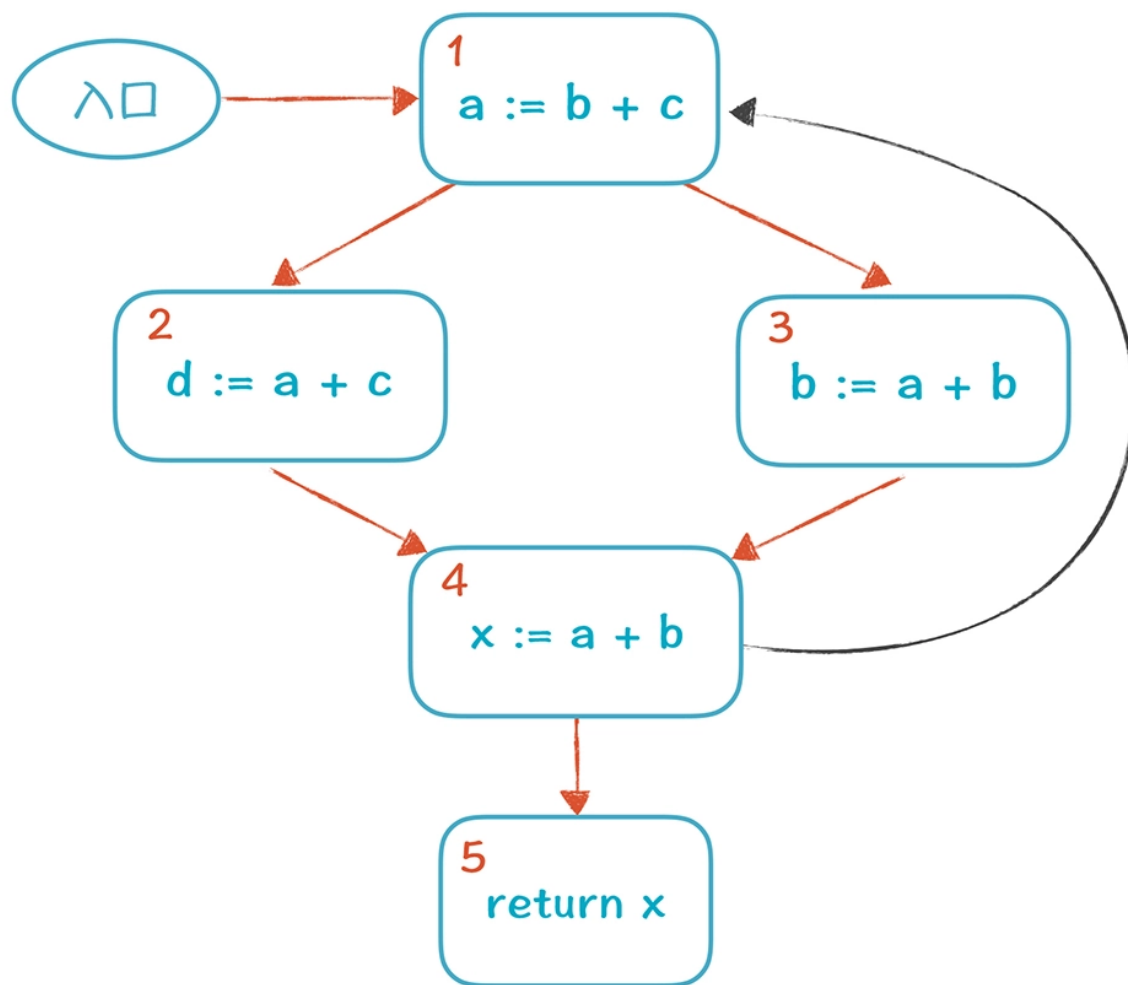 入口
1
a := b + c
2
d := a + c
3
b := a + b
4
x := a + b
5
return x